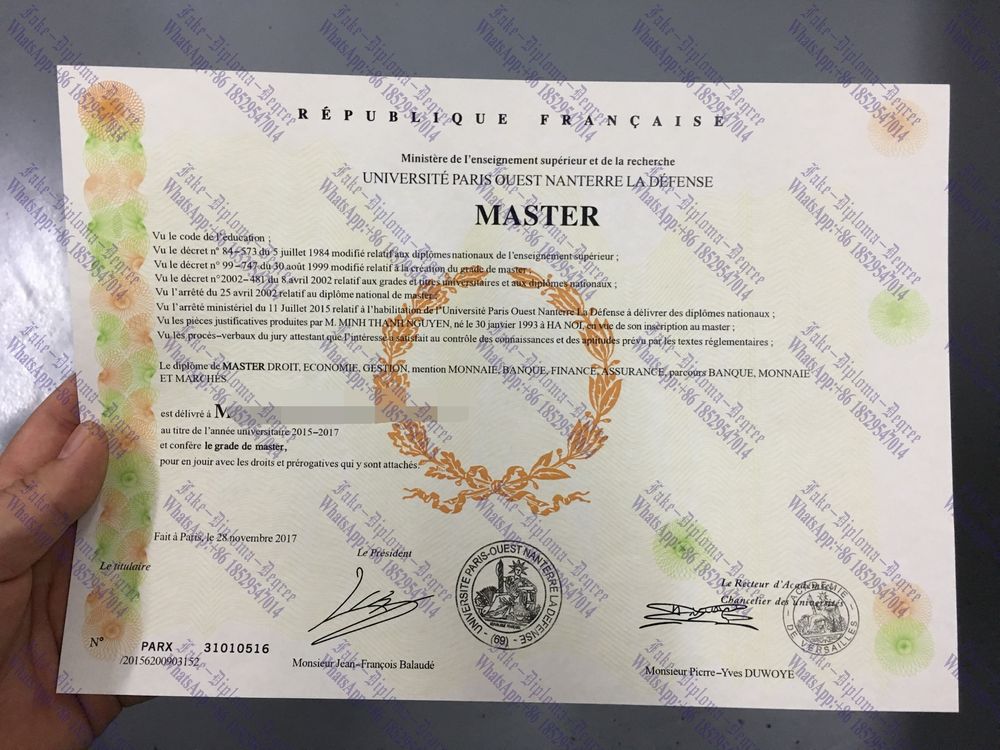 RÉPUBLIQUE FRANÇAISE
Ministère de l'enseignement supérieur et de la recherche
UNIVERSITÉ PARIS OUEST NANTERRE LA DÉFENSE
MASTER
Vu le code de l'éducation ;
Vu le décret n° 84-573 du 5 juillet 1984 modifié relatif aux diplômes nationaux de l'enseignement supérieur ;
Vu le décret n° 99-747 du 30 août 1999 modifié relatif à la création du grade de master ;
Vu le décret n°2002-481 du 8 avril 2002 relatif aux grades et titres universitaires et aux diplômes nationaux ;
Vu l'arrêté du 25 avril 2002 relatif au diplôme national de master ;
Vu l'arrêté ministériel du 11 Juillet 2015 relatif à l'habilitation de l'Université Paris Ouest Nanterre La Défense à délivrer des diplômes nationaux ;
Vu les pièces justificatives produites par M. MINH THANH NGUYEN, né le 30 janvier 1993 à HA NOI, en vue de son inscription au master ;
Vu les procès-verbaux du jury attestant que l'intéressé a satisfait au contrôle des connaissances et des aptitudes prévu par les textes réglementaires ;
Le diplôme de MASTER DROIT, ECONOMIE, GESTION, mention MONNAIE, BANQUE, FINANCE, ASSURANCE, parcours BANQUE, MONNAIE
ET MARCHÉS
est délivré à M.
au titre de l'année universitaire 2015-2017
et confère le grade de master,
pour en jouir avec les droits et prérogatives qui y sont attachés.
Fait à Paris, le 28 novembre 2017
Le titulaire
Le Président
UNIVERSITÉ PARIS-OUEST NANTERRE LA DÉFENSE
(69)
Le Recteur d'Académie,
Chancelier des universités
ACADEMIE DE VERSAILLES
N° PARX 31010516
/20156200903152
Monsieur Jean-François Balaudé
Monsieur Pierre-Yves DUWOYE
Fake-Diploma-Degree
WhatsApp:+86 18529547014